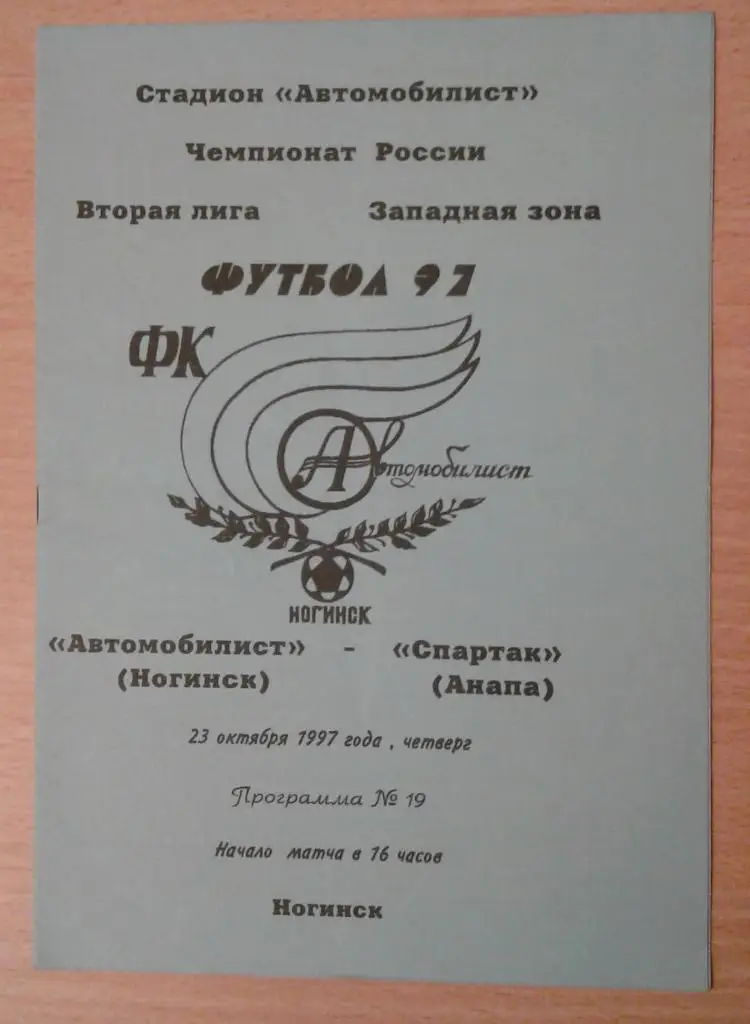 Стадион «Автомобилист»
Чемпионат России
Вторая лига Западная зона
ФУТБОЛ 97
ФК
Автомобилист
НОГИНСК
«Автомобилист» - «Спартак»
(Ногинск) (Анапа)
23 октября 1997 года , четверг
Программа № 19
Начало матча в 16 часов
Ногинск